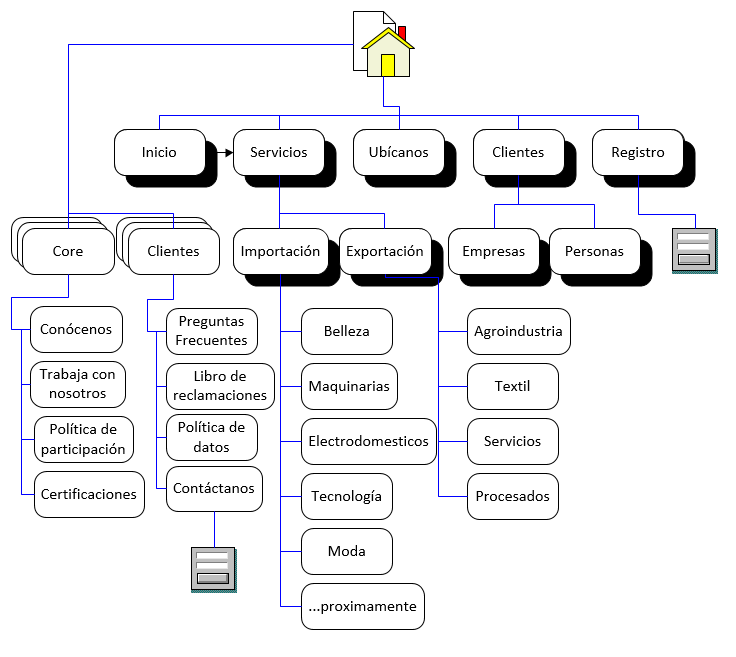 Inicio
Servicios
Ubícanos
Clientes
Registro
Core
Clientes
Importación
Exportación
Empresas
Personas
Conócenos
Trabaja con
nosotros
Política de
participación
Certificaciones
Preguntas
Frecuentes
Libro de
reclamaciones
Política de
datos
Contáctanos
Belleza
Maquinarias
Electrodomesticos
Tecnología
Moda
...proximamente
Agroindustria
Textil
Servicios
Procesados